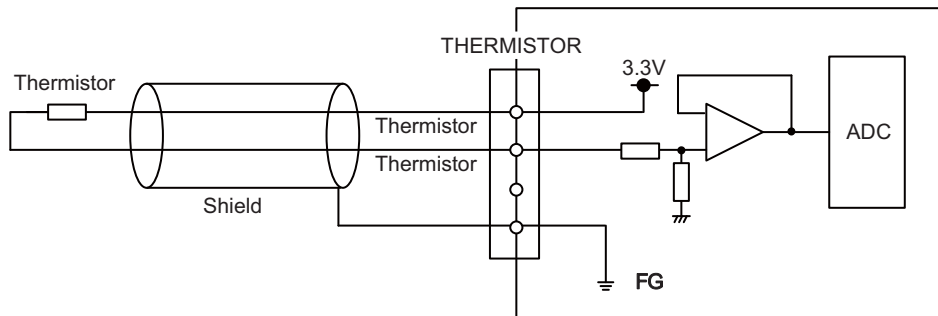 THERMISTOR
Thermistor
3.3V
Thermistor
ADC
Thermistor
Shield
FG